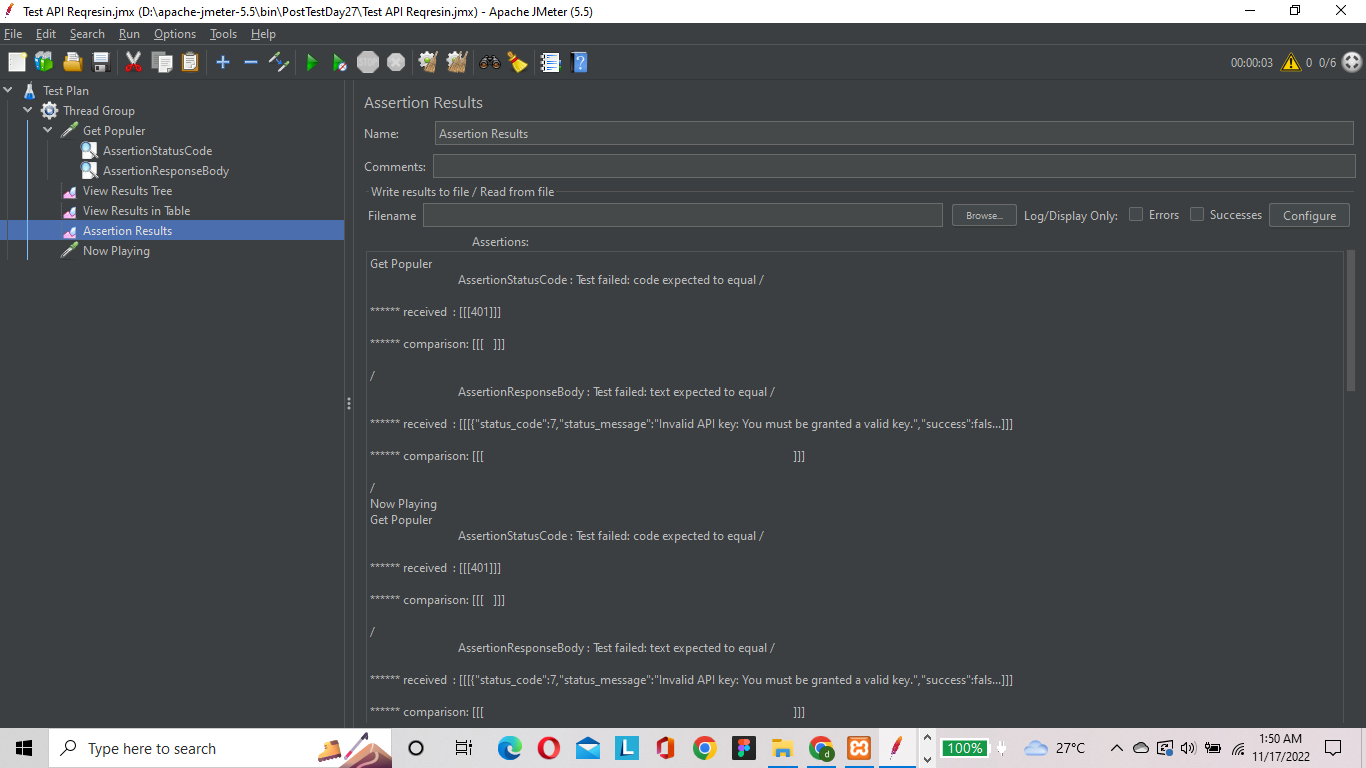 Test API Reqresin.jmx (D:\apache-jmeter-5.5\bin\PostTestDay27\Test API Reqresin.jmx) - Apache JMeter (5.5)
File Edit Search Run Options Tools Help
STOP
00:00:03 0 0/6
Test Plan
Thread Group
Get Populer
AssertionStatusCode
AssertionResponseBody
View Results Tree
View Results in Table
Assertion Results
Now Playing
Assertion Results
Name: Assertion Results
Comments:
Write results to file / Read from file
Filename Browse... Log/Display Only: Errors Successes Configure
Assertions:
Get Populer
AssertionStatusCode : Test failed: code expected to equal /
****** received : [[[401]]]
****** comparison: [[[ ]]]
/
AssertionResponseBody : Test failed: text expected to equal /
****** received : [[[{"status_code":7,"status_message":"Invalid API key: You must be granted a valid key.","success":fals...]]]
****** comparison: [[[ ]]]
/
Now Playing
Get Populer
AssertionStatusCode : Test failed: code expected to equal /
****** received : [[[401]]]
****** comparison: [[[ ]]]
/
AssertionResponseBody : Test failed: text expected to equal /
****** received : [[[{"status_code":7,"status_message":"Invalid API key: You must be granted a valid key.","success":fals...]]]
****** comparison: [[[ ]]]
Type here to search
L
d
100%
27°C
1:50 AM
11/17/2022